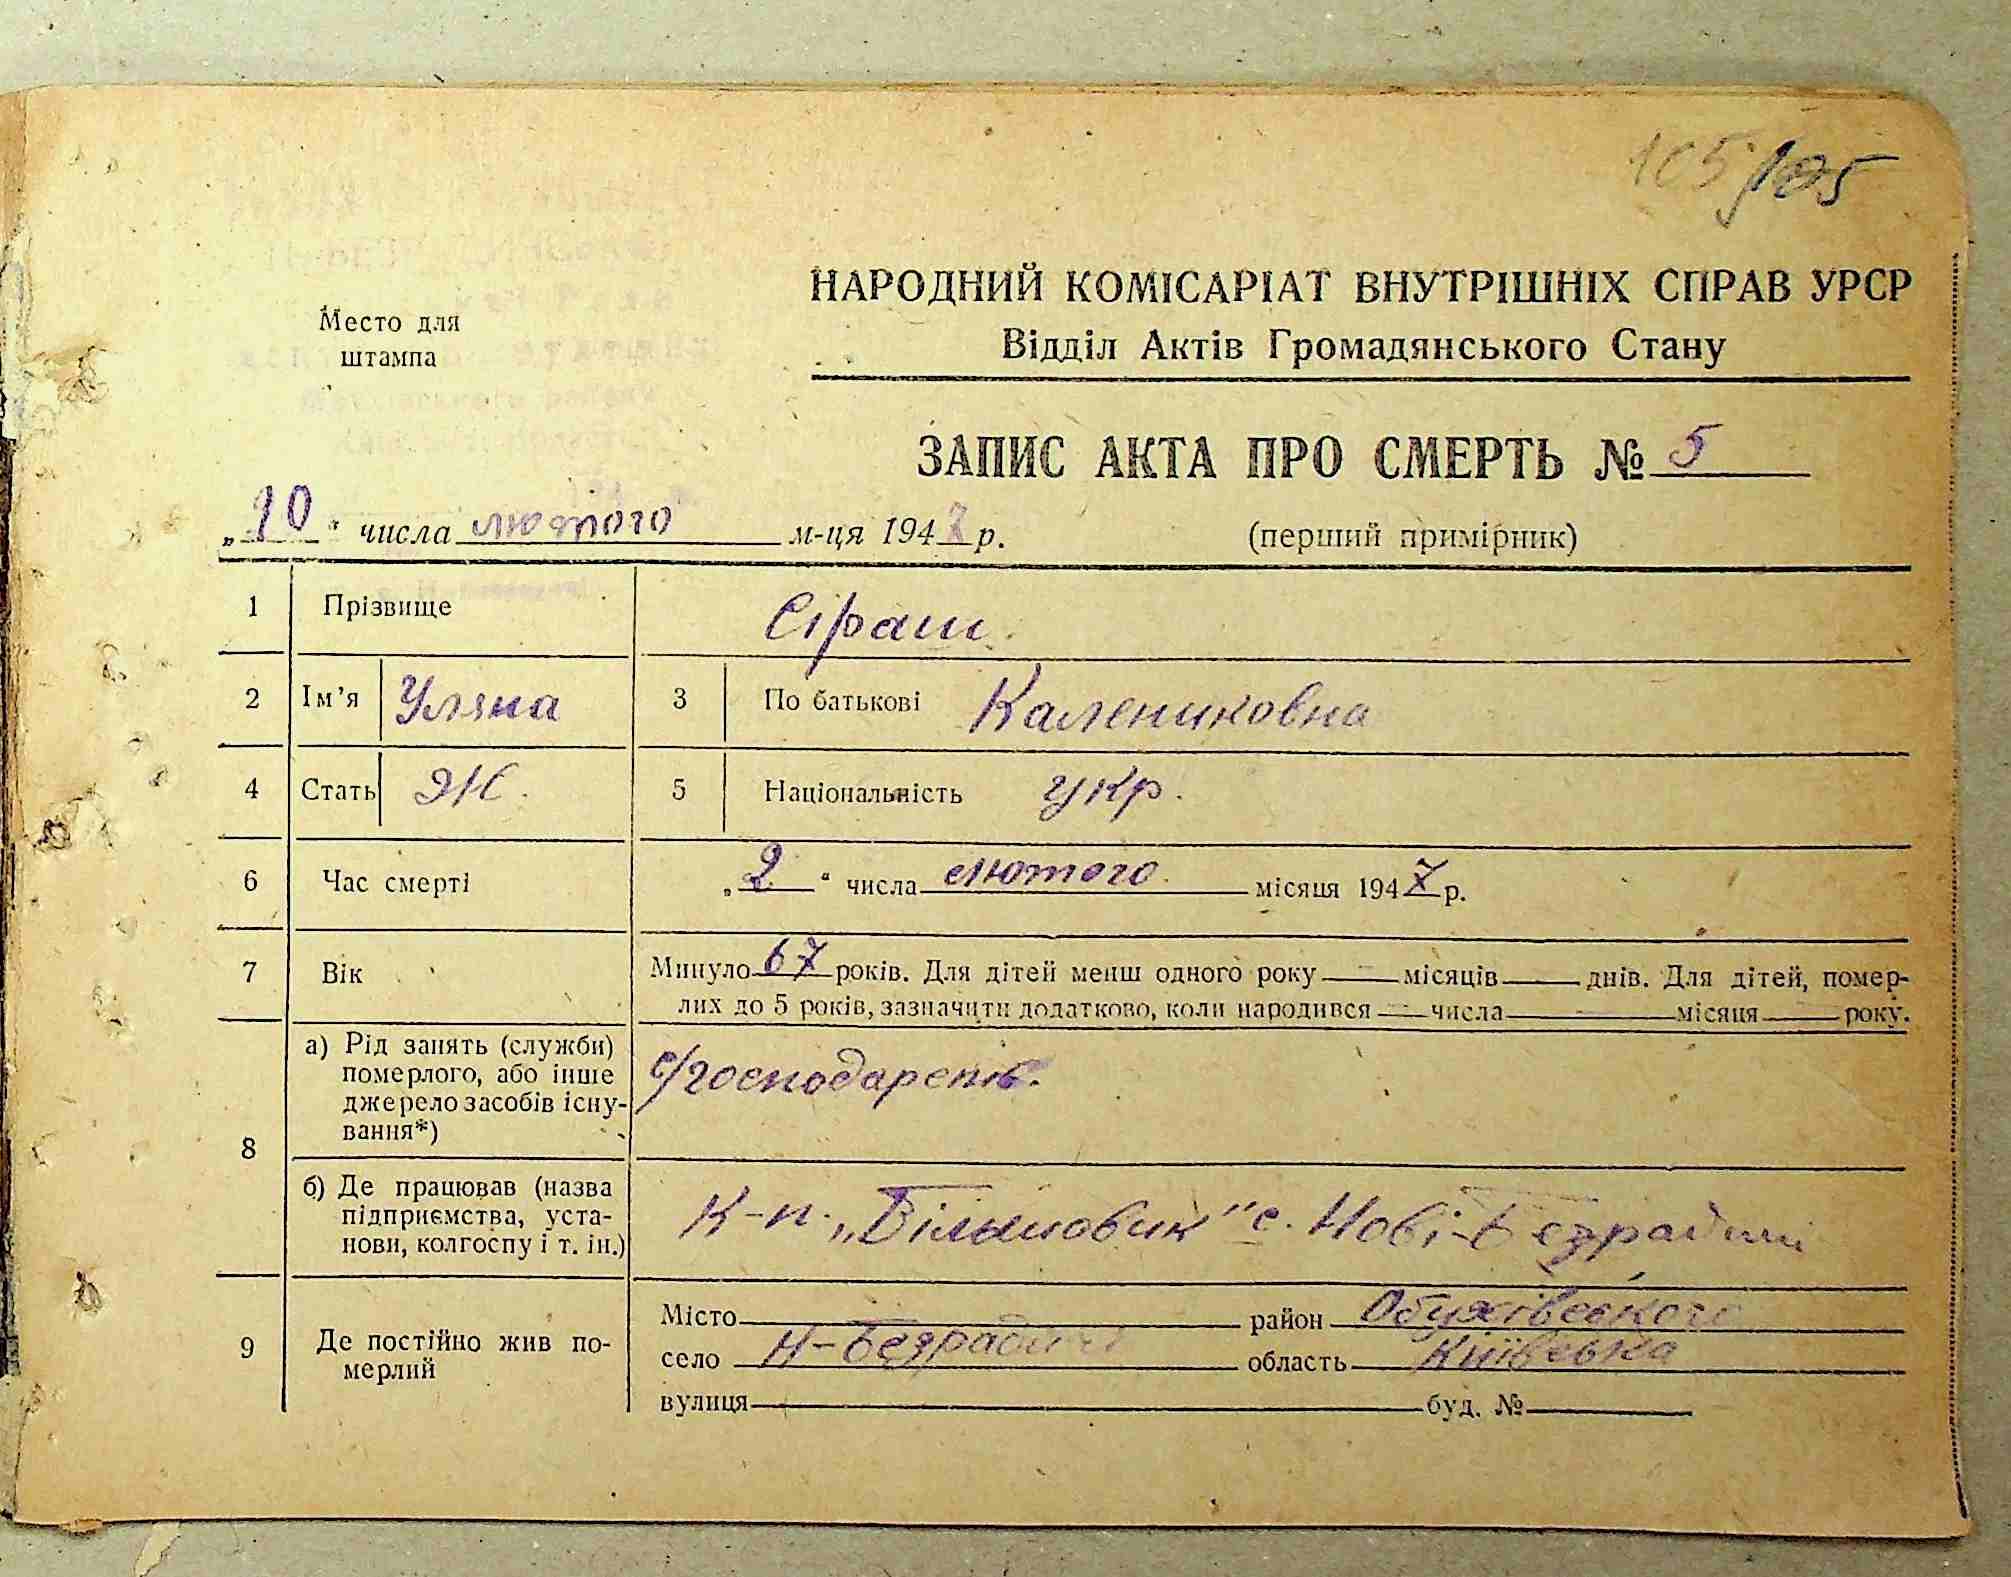 105 105
НАРОДНИЙ КОМІСАРІАТ ВНУТРІШНІХ СПРАВ УРСР
Відділ Актів Громадянського Стану
Место для
штампа
ЗАПИС АКТА ПРО СМЕРТЬ № 5
„10“ числа лютого м-ця 1947 р. (перший примірник)
1 Прізвище Сіраш
2 Ім’я Уляна 3 По батькові Калениковна
4 Стать Ж. 5 Національність укр.
6 Час смерті „2“ числа лютого місяця 1947 р.
7 Вік Минуло 67 років. Для дітей менш одного року — місяців — днів. Для дітей, помер-
лих до 5 років, зазначити додатково, коли народився — числа — місяця — року.
8 а) Рід занять (служби)
померлого, або інше
джерело засобів існу-
вання*)
с/господарств.
б) Де працював (назва
підприємства, уста-
нови, колгоспу і т. ін.)
К-п. „Більшовик" с. Нові-Безрадичі
9 Де постійно жив по-
мерлий
Місто район Обухівського
село Н-Безрадичі область Київська
вулиця буд. №